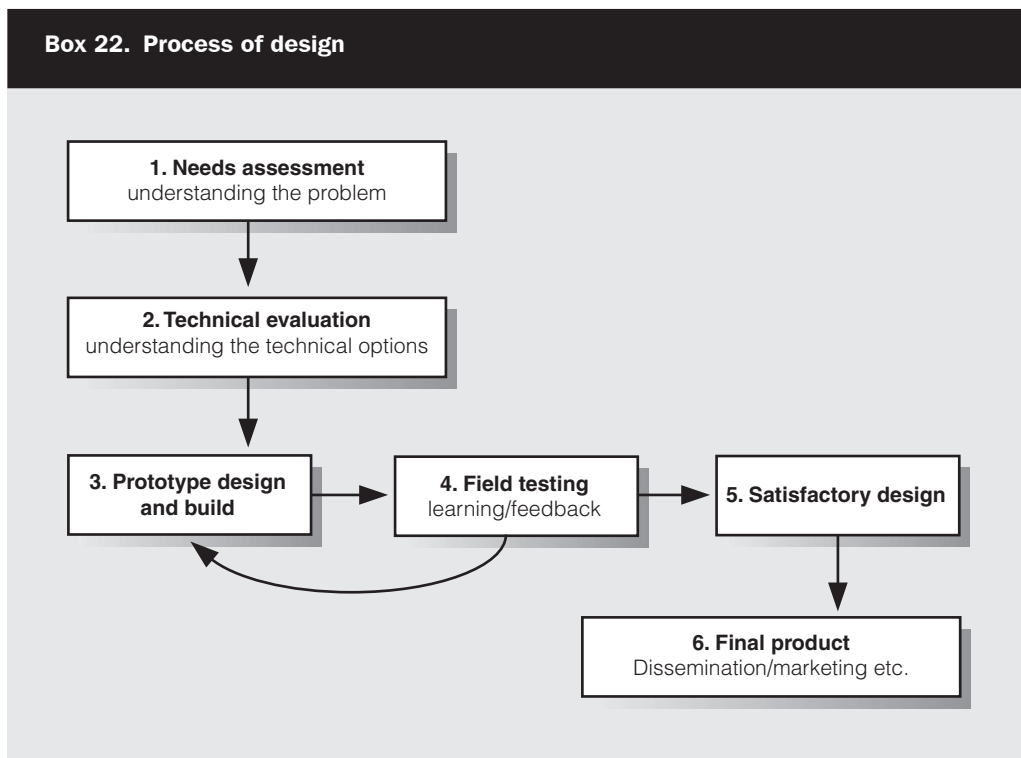 Box 22. Process of design
1. Needs assessment
understanding the problem
2. Technical evaluation
understanding the technical options
3. Prototype design
and build
4. Field testing
learning/feedback
5. Satisfactory design
6. Final product
Dissemination/marketing etc.